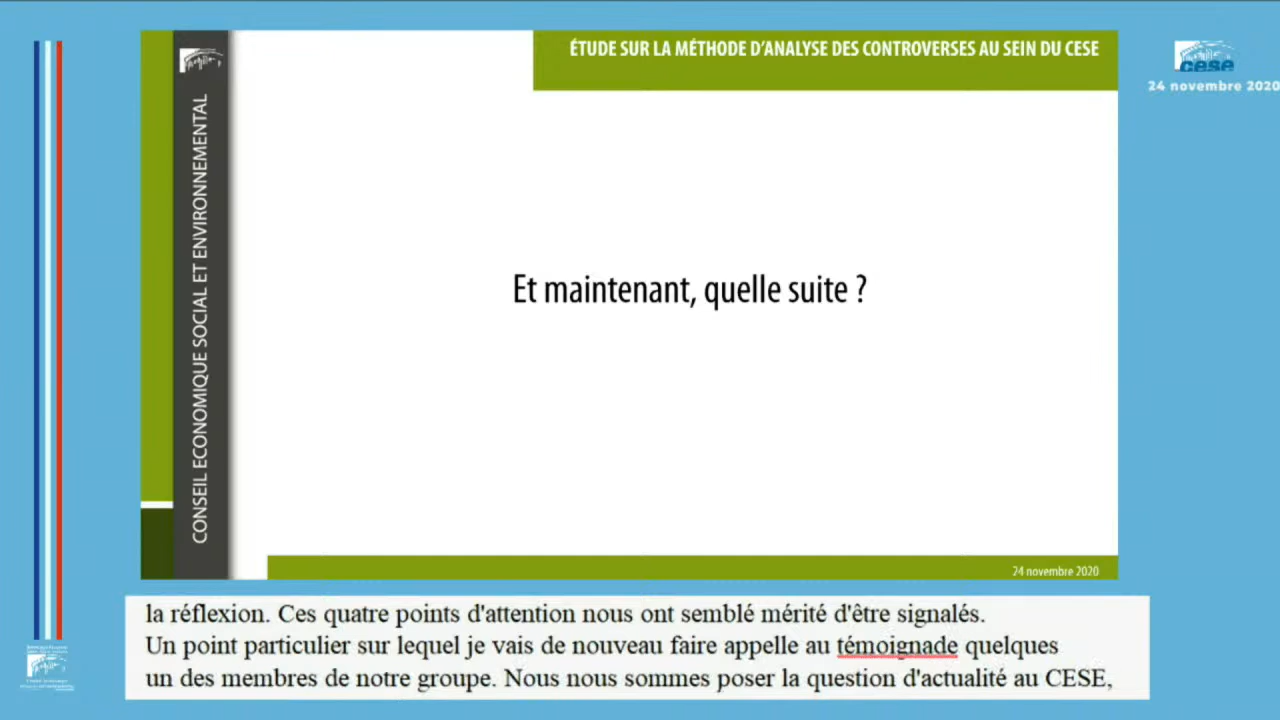 ÉTUDE SUR LA MÉTHODE D'ANALYSE DES CONTROVERSES AU SEIN DU CESE
cese
24 novembre 2020
CONSEIL ECONOMIQUE SOCIAL ET ENVIRONNEMENTAL
Et maintenant, quelle suite ?
24 novembre 2020
la réflexion. Ces quatre points d'attention nous ont semblé mérité d'être signalés.
Un point particulier sur lequel je vais de nouveau faire appelle au témoignade quelques
un des membres de notre groupe. Nous nous sommes poser la question d'actualité au CESE,